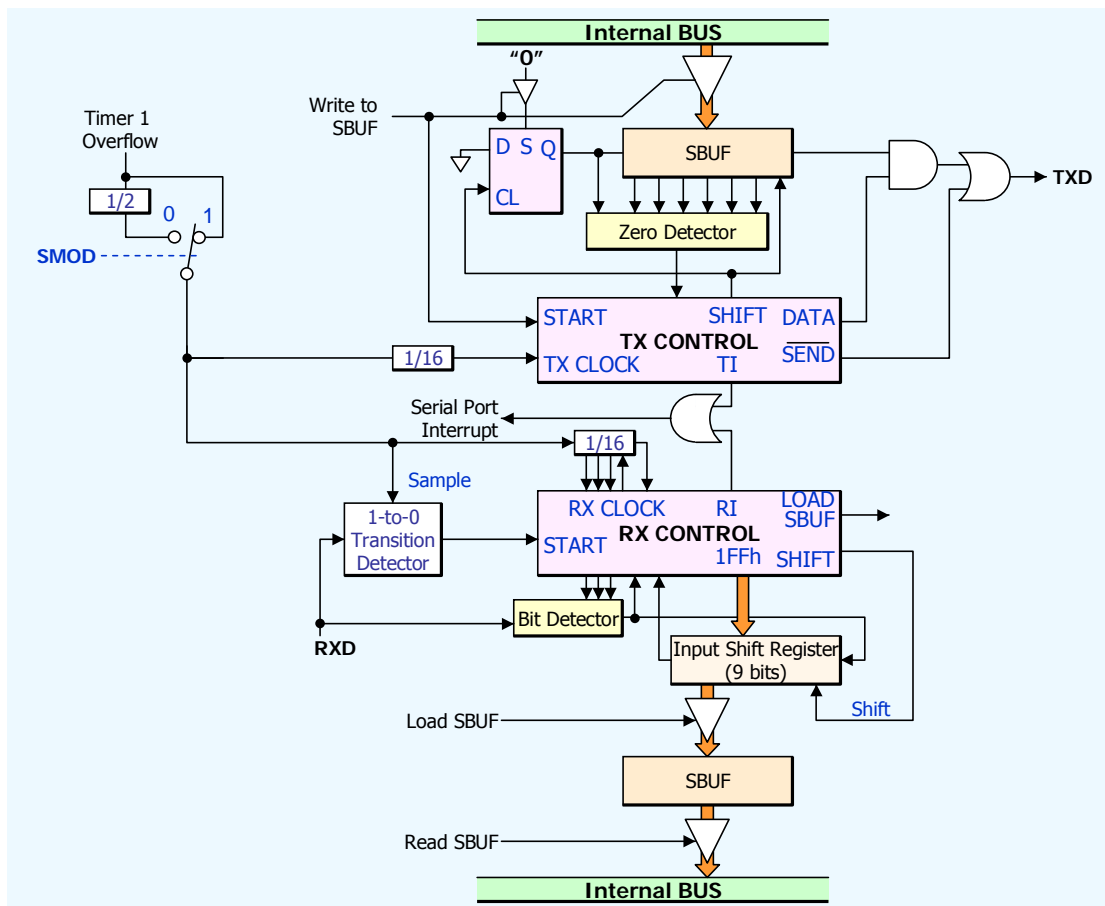 Internal BUS
“0”
Write to
SBUF
Timer 1
Overflow
D S Q
CL
SBUF
TXD
1/2
0 1
SMOD
Zero Detector
START
SHIFT
DATA
TX CONTROL
TX CLOCK
TI
SEND
1/16
Serial Port
Interrupt
1/16
Sample
1-to-0
Transition
Detector
RX CLOCK
RI
LOAD
SBUF
RX CONTROL
START
1FFh
SHIFT
Bit Detector
RXD
Input Shift Register
(9 bits)
Shift
Load SBUF
SBUF
Read SBUF
Internal BUS